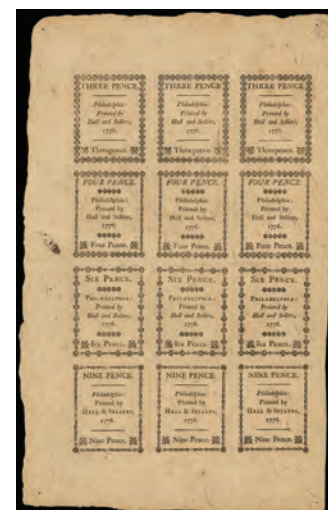 THREE PENCE. THREE PENCE. THREE PENCE.
Philadelphia: Philadelphia: Philadelphia:
Printed by Printed by Printed by
Hall and Sellers, Hall and Sellers, Hall and Sellers,
1776. 1776. 1776.
Threepence. Threepence. Threepence.
FOUR PENCE. FOUR PENCE. FOUR PENCE.
Philadelphia: Philadelphia: Philadelphia:
Printed by Printed by Printed by
Hall and Sellers, Hall and Sellers, Hall and Sellers,
1776. 1776. 1776.
Four Pence. Four Pence. Four Pence.
SIX PENCE. SIX PENCE. SIX PENCE.
PHILADELPHIA: PHILADELPHIA: PHILADELPHIA:
Printed by Printed by Printed by
Hall and Sellers, Hall and Sellers, Hall and Sellers,
1776. 1776. 1776.
Six Pence. Six Pence. Six Pence.
NINE PENCE. NINE PENCE. NINE PENCE.
Philadelphia: Philadelphia: Philadelphia:
Printed by Printed by Printed by
HALL & SELLERS, HALL & SELLERS, HALL & SELLERS,
1776. 1776. 1776.
Nine Pence. Nine Pence. Nine Pence.